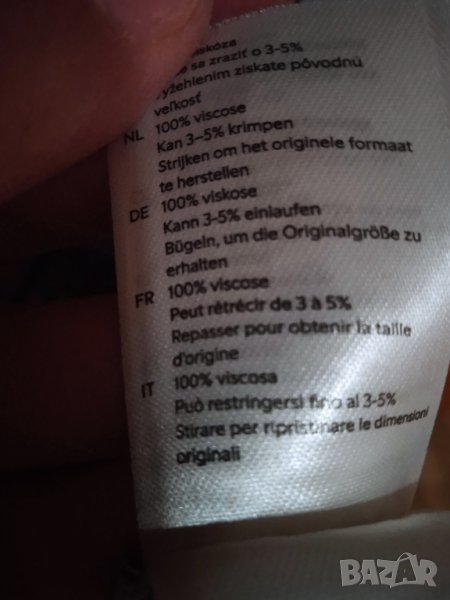 viskóza
sa zraziť o 3-5%
vyžehlením získate pôvodnú
veľkosť
NL 100% viscose
Kan 3–5% krimpen
Strijken om het originele formaat
te herstellen
DE 100% viskose
Kann 3-5% einlaufen
Bügeln, um die Originalgröße zu
erhalten
FR 100% viscose
Peut rétrécir de 3 à 5%
Repasser pour obtenir la taille
d'origine
IT 100% viscosa
Può restringersi fino al 3-5%
Stirare per ripristinare le dimensioni
originali
BAZAR